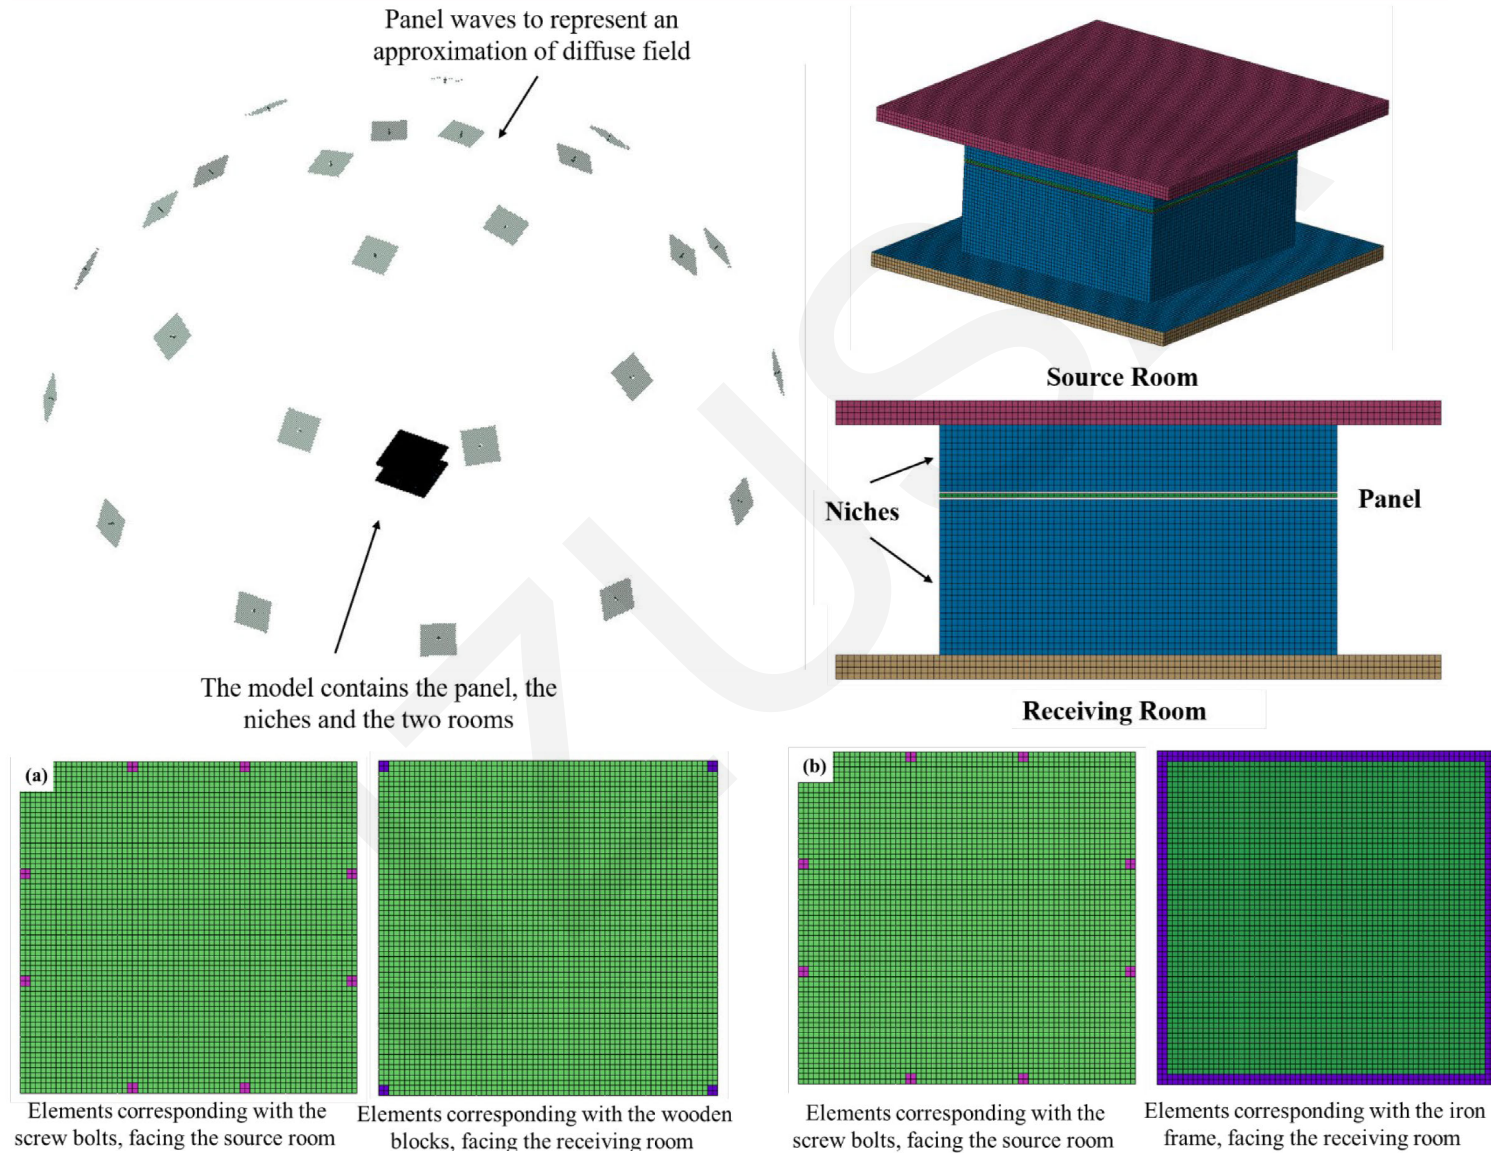 Panel waves to represent an
approximation of diffuse field
The model contains the panel, the
niches and the two rooms
Source Room
Niches
Panel
Receiving Room
(a)
Elements corresponding with the
screw bolts, facing the source room
Elements corresponding with the wooden
blocks, facing the receiving room
(b)
Elements corresponding with the
screw bolts, facing the source room
Elements corresponding with the iron
frame, facing the receiving room